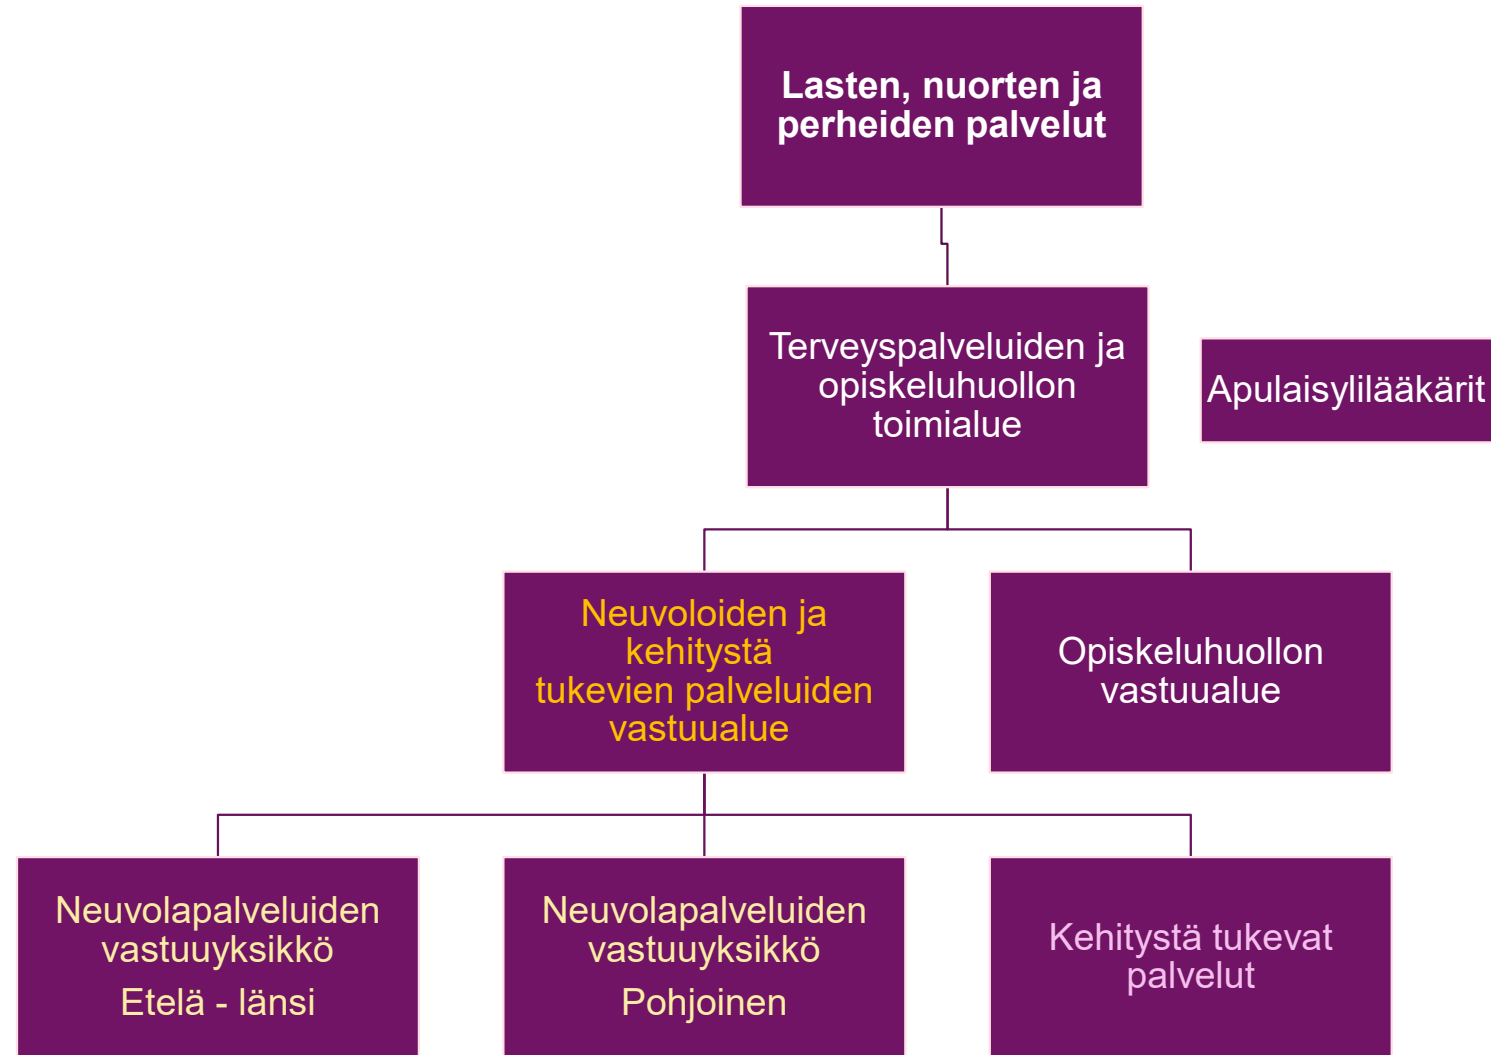 Lasten, nuorten ja
perheiden palvelut
Terveyspalveluiden ja
opiskeluhuollon
toimialue
Apulaisylilääkärit
Neuvoloiden ja
kehitystä
tukevien palveluiden
vastuualue
Opiskeluhuollon
vastuualue
Neuvolapalveluiden
vastuuyksikkö
Etelä - länsi
Neuvolapalveluiden
vastuuyksikkö
Pohjoinen
Kehitystä tukevat
palvelut